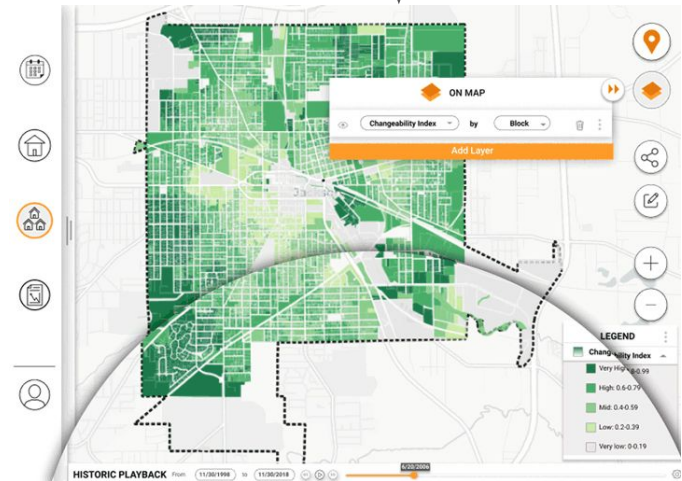 ON MAP
Changeability Index by Block
Add Layer
LEGEND
Changeability Index
Very High: 0.8-0.99
High: 0.6-0.79
Mid: 0.4-0.59
Low: 0.2-0.39
Very low: 0-0.19
6/20/2006
HISTORIC PLAYBACK From 11/30/1998 to 11/30/2018